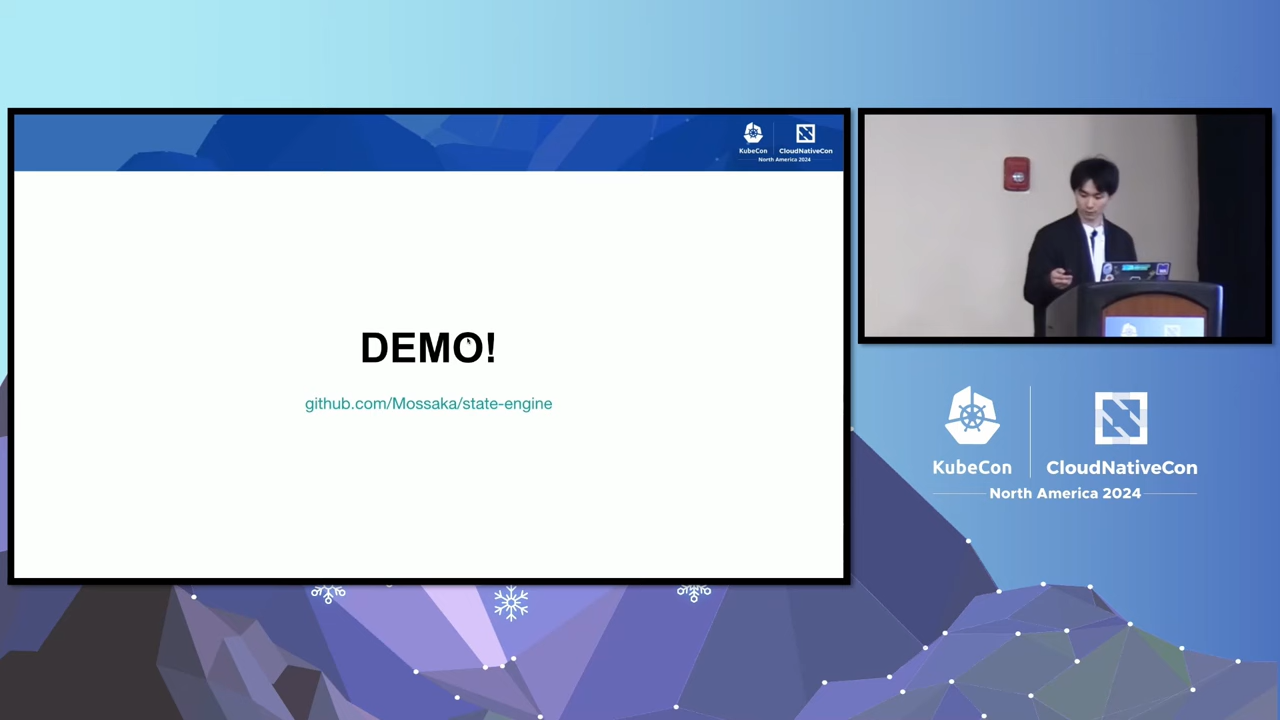 KubeCon
CloudNativeCon
North America 2024
DEMO!
github.com/Mossaka/state-engine
KubeCon
CloudNativeCon
North America 2024